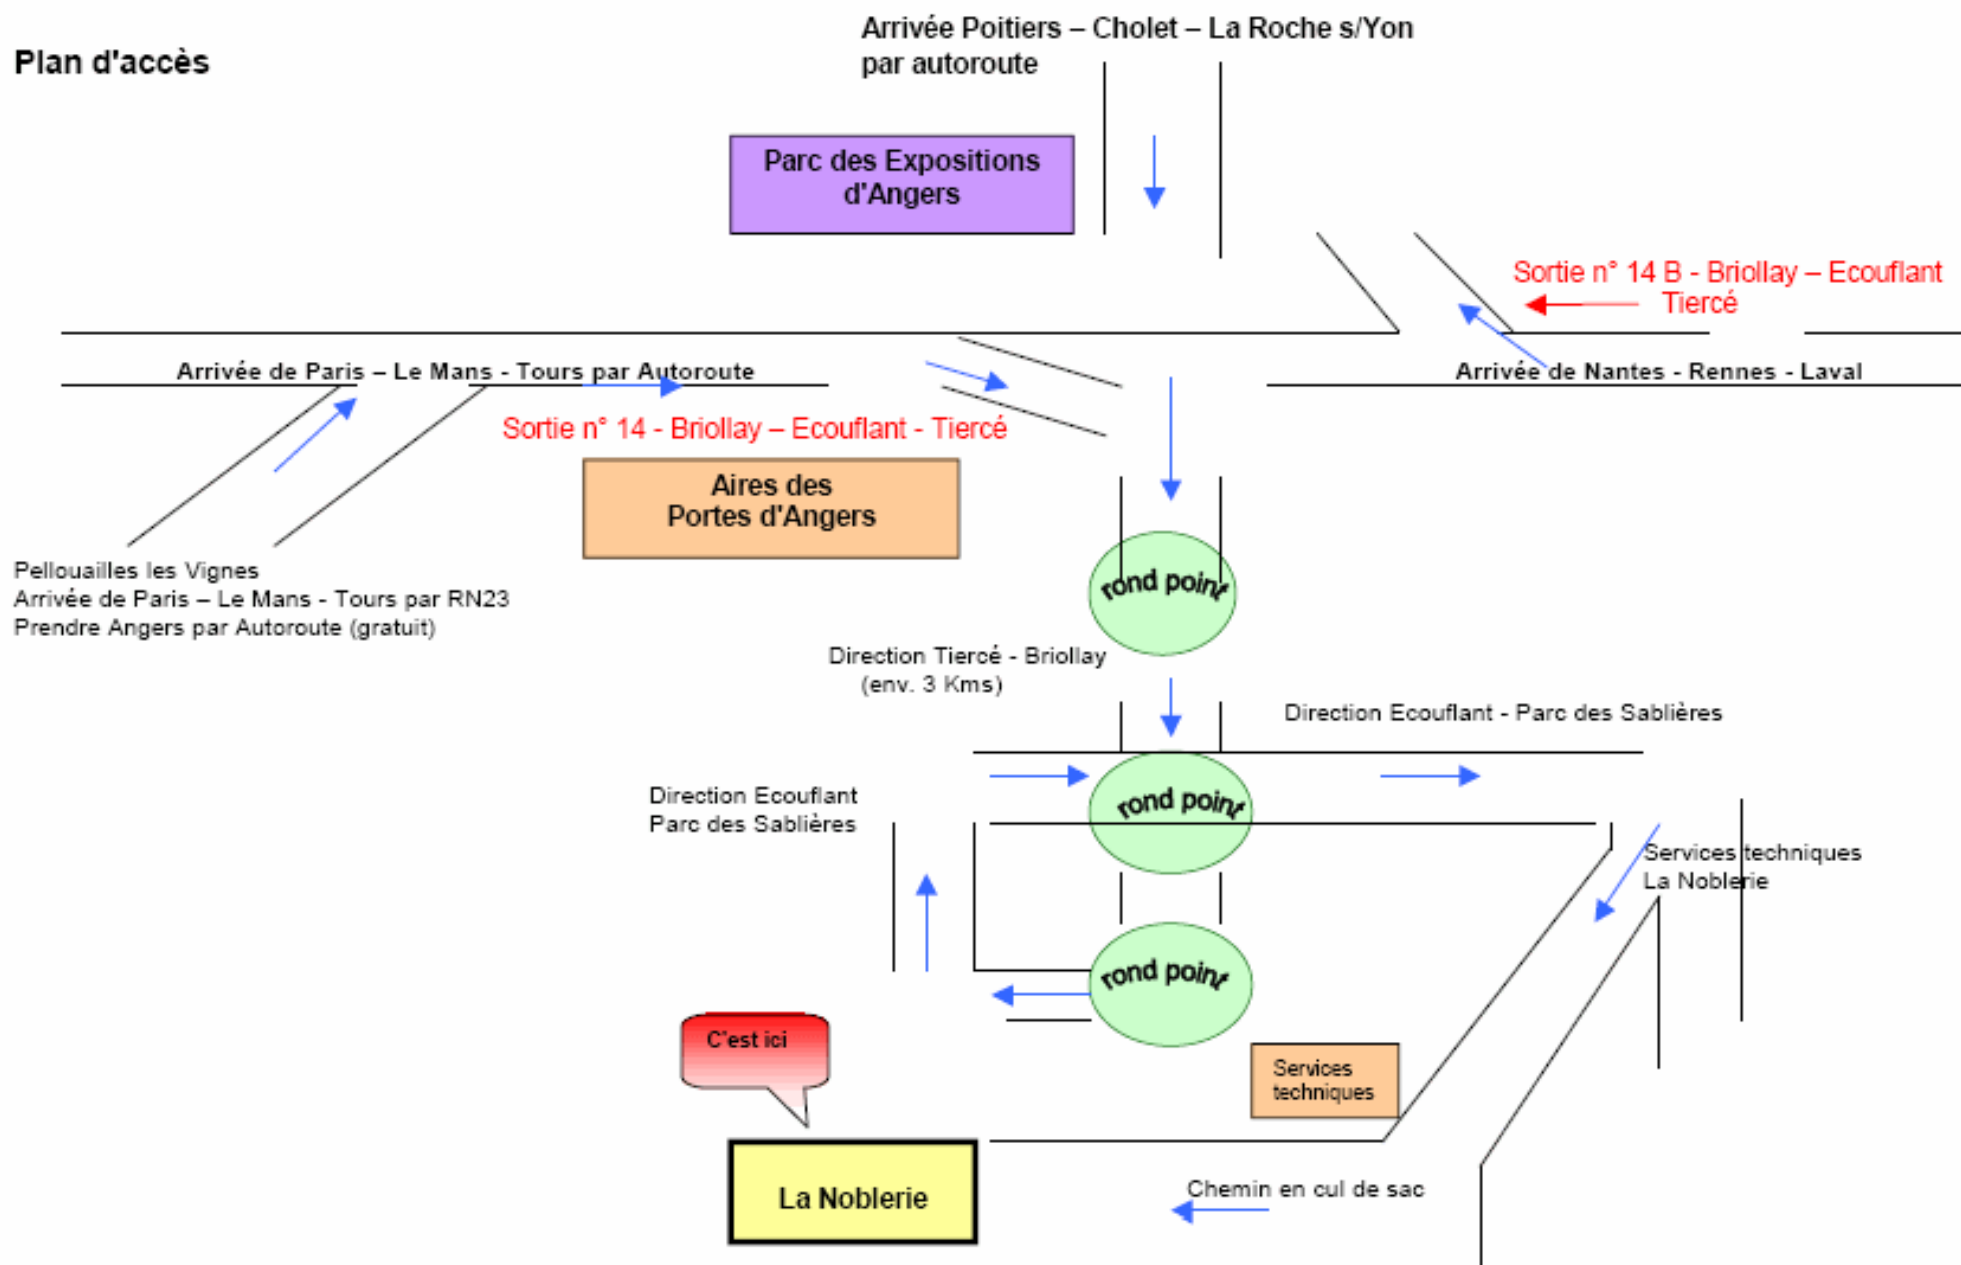 Plan d'accès
Arrivée Poitiers – Cholet – La Roche s/Yon
par autoroute
Parc des Expositions
d'Angers
Sortie n° 14 B - Briollay – Ecouflant
Tiercé
Arrivée de Paris – Le Mans - Tours par Autoroute
Arrivée de Nantes - Rennes - Laval
Sortie n° 14 - Briollay – Ecouflant - Tiercé
Aires des
Portes d'Angers
Pellouailles les Vignes
Arrivée de Paris – Le Mans - Tours par RN23
Prendre Angers par Autoroute (gratuit)
rond point
Direction Tiercé - Briollay
(env. 3 Kms)
Direction Ecouflant - Parc des Sablières
Direction Ecouflant
Parc des Sablières
rond point
Services techniques
La Noblerie
rond point
C'est ici
Services
techniques
La Noblerie
Chemin en cul de sac